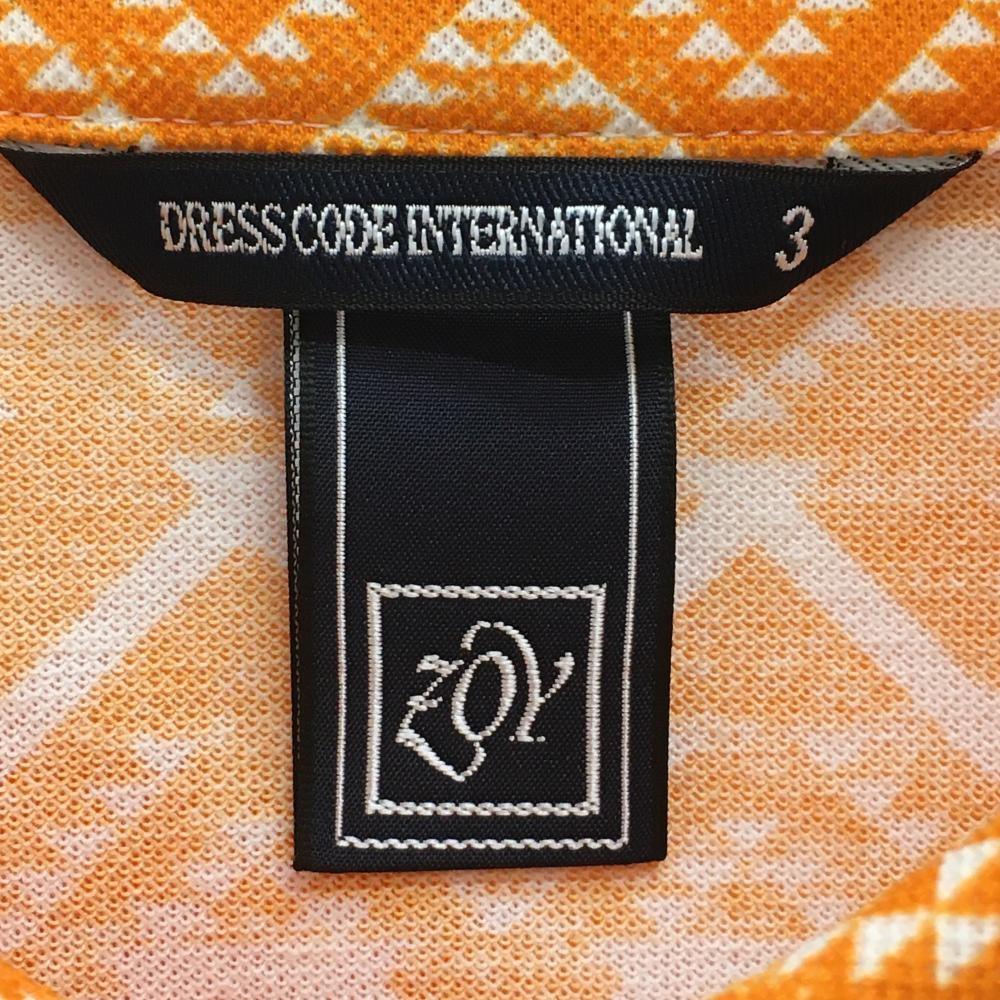 DRESS CODE INTERNATIONAL 3
ZOY